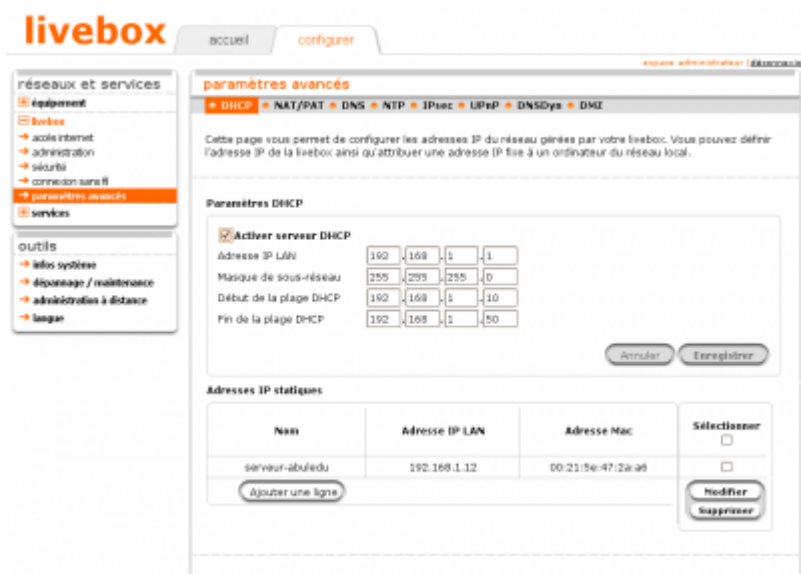 livebox
accueil
configurer
espace administrateur |
réseaux et services
équipement
livebox
accès internet
administration
sécurité
connexion sans fil
paramètres avancés
services
outils
infos système
dépannage / maintenance
administration à distance
langue
paramètres avancés
DHCP NAT/PAT DNS NTP IPsec UPnP DNSDyn DMZ
Cette page vous permet de configurer les adresses IP du réseau gérées par votre livebox. Vous pouvez définir
l'adresse IP de la livebox ainsi qu'attribuer une adresse IP fixe à un ordinateur du réseau local.
Paramètres DHCP
Activer serveur DHCP
Adresse IP LAN 192 . 168 . 1 . 1
Masque de sous-réseau 255 . 255 . 255 . 0
Début de la plage DHCP 192 . 168 . 1 . 10
Fin de la plage DHCP 192 . 168 . 1 . 50
Annuler Enregistrer
Adresses IP statiques
Nom Adresse IP LAN Adresse Mac Sélectionner
serveur-abuledu 192.168.1.12 00:21:5e:47:2a:a6
Ajouter une ligne Modifier
Supprimer